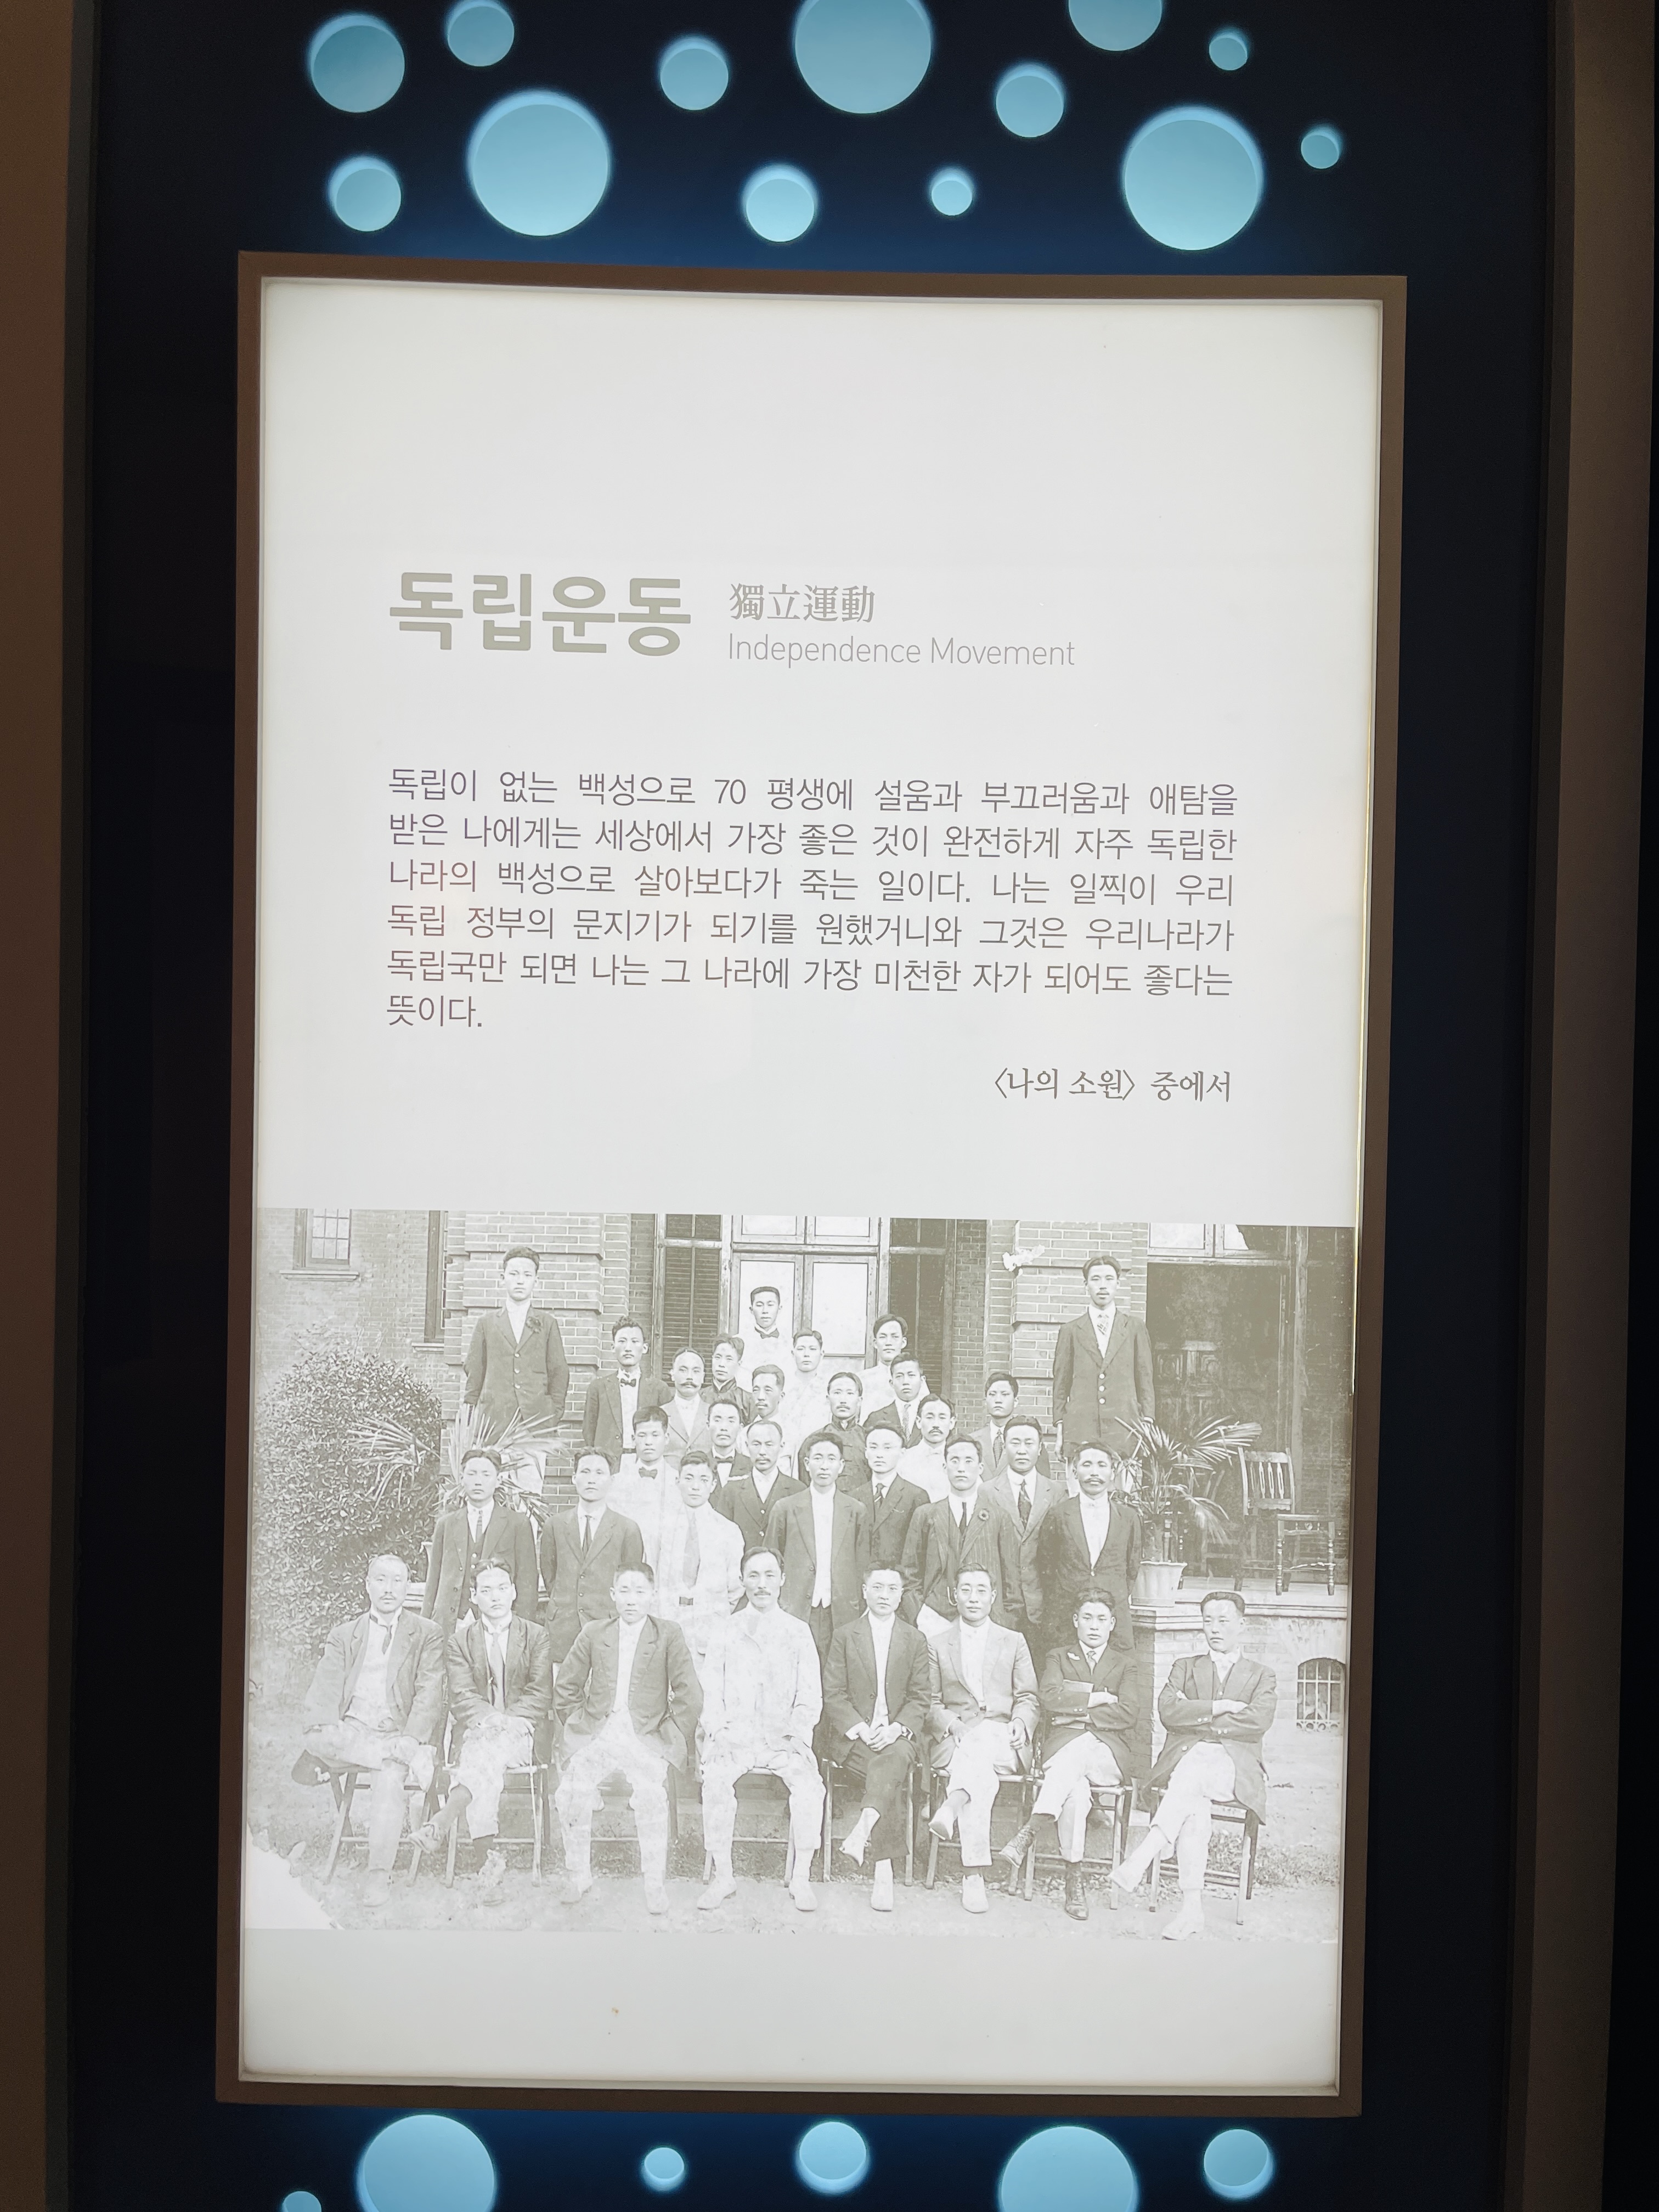 독립운동
獨立運動
Independence Movement
독립이 없는 백성으로 70 평생에 설움과 부끄러움과 애탐을
받은 나에게는 세상에서 가장 좋은 것이 완전하게 자주 독립한
나라의 백성으로 살아보다가 죽는 일이다. 나는 일찍이 우리
독립 정부의 문지기가 되기를 원했거니와 그것은 우리나라가
독립국만 되면 나는 그 나라에 가장 미천한 자가 되어도 좋다는
뜻이다.
〈나의 소원〉 중에서